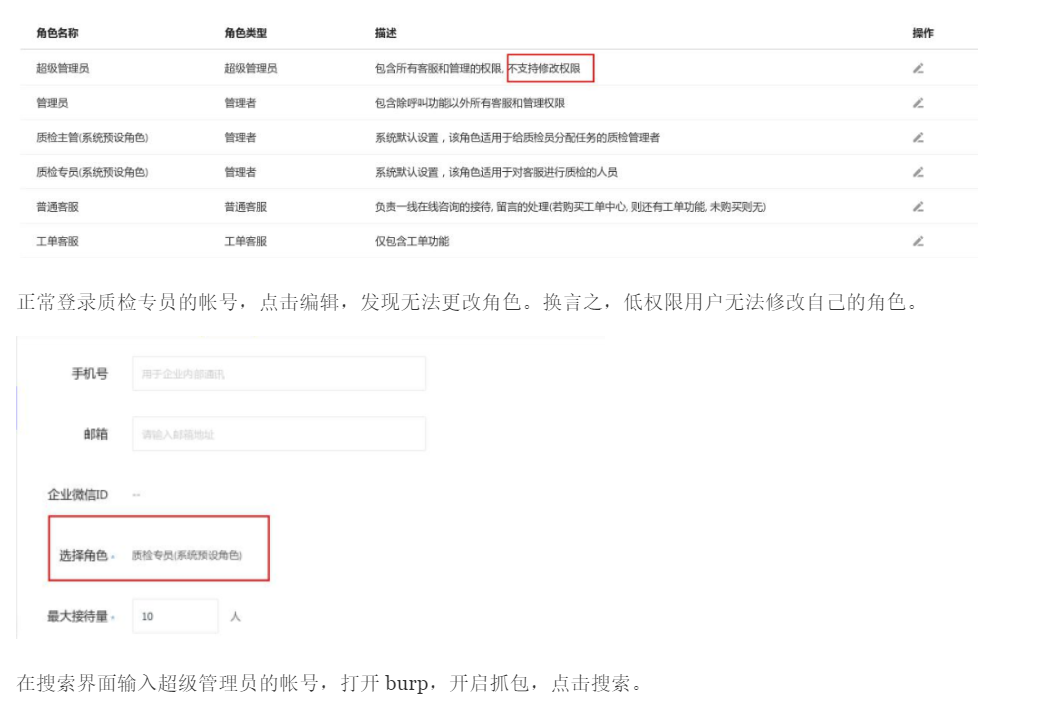 角色名称 角色类型 描述 操作
超级管理员 超级管理员 包含所有客服和管理的权限, 不支持修改权限
管理员 管理者 包含除呼叫功能以外所有客服和管理权限
质检主管(系统预设角色) 管理者 系统默认设置，该角色适用于给质检员分配任务的质检管理者
质检专员(系统预设角色) 管理者 系统默认设置，该角色适用于对客服进行质检的人员
普通客服 普通客服 负责一线在线咨询的接待, 留言的处理(若购买工单中心, 则还有工单功能, 未购买则无)
工单客服 工单客服 仅包含工单功能
正常登录质检专员的帐号，点击编辑，发现无法更改角色。换言之，低权限用户无法修改自己的角色。
手机号 用于企业内部通讯
邮箱 请输入邮箱地址
企业微信ID --
选择角色 质检专员(系统预设角色)
最大接待量 10 人
在搜索界面输入超级管理员的帐号，打开 burp，开启抓包，点击搜索。